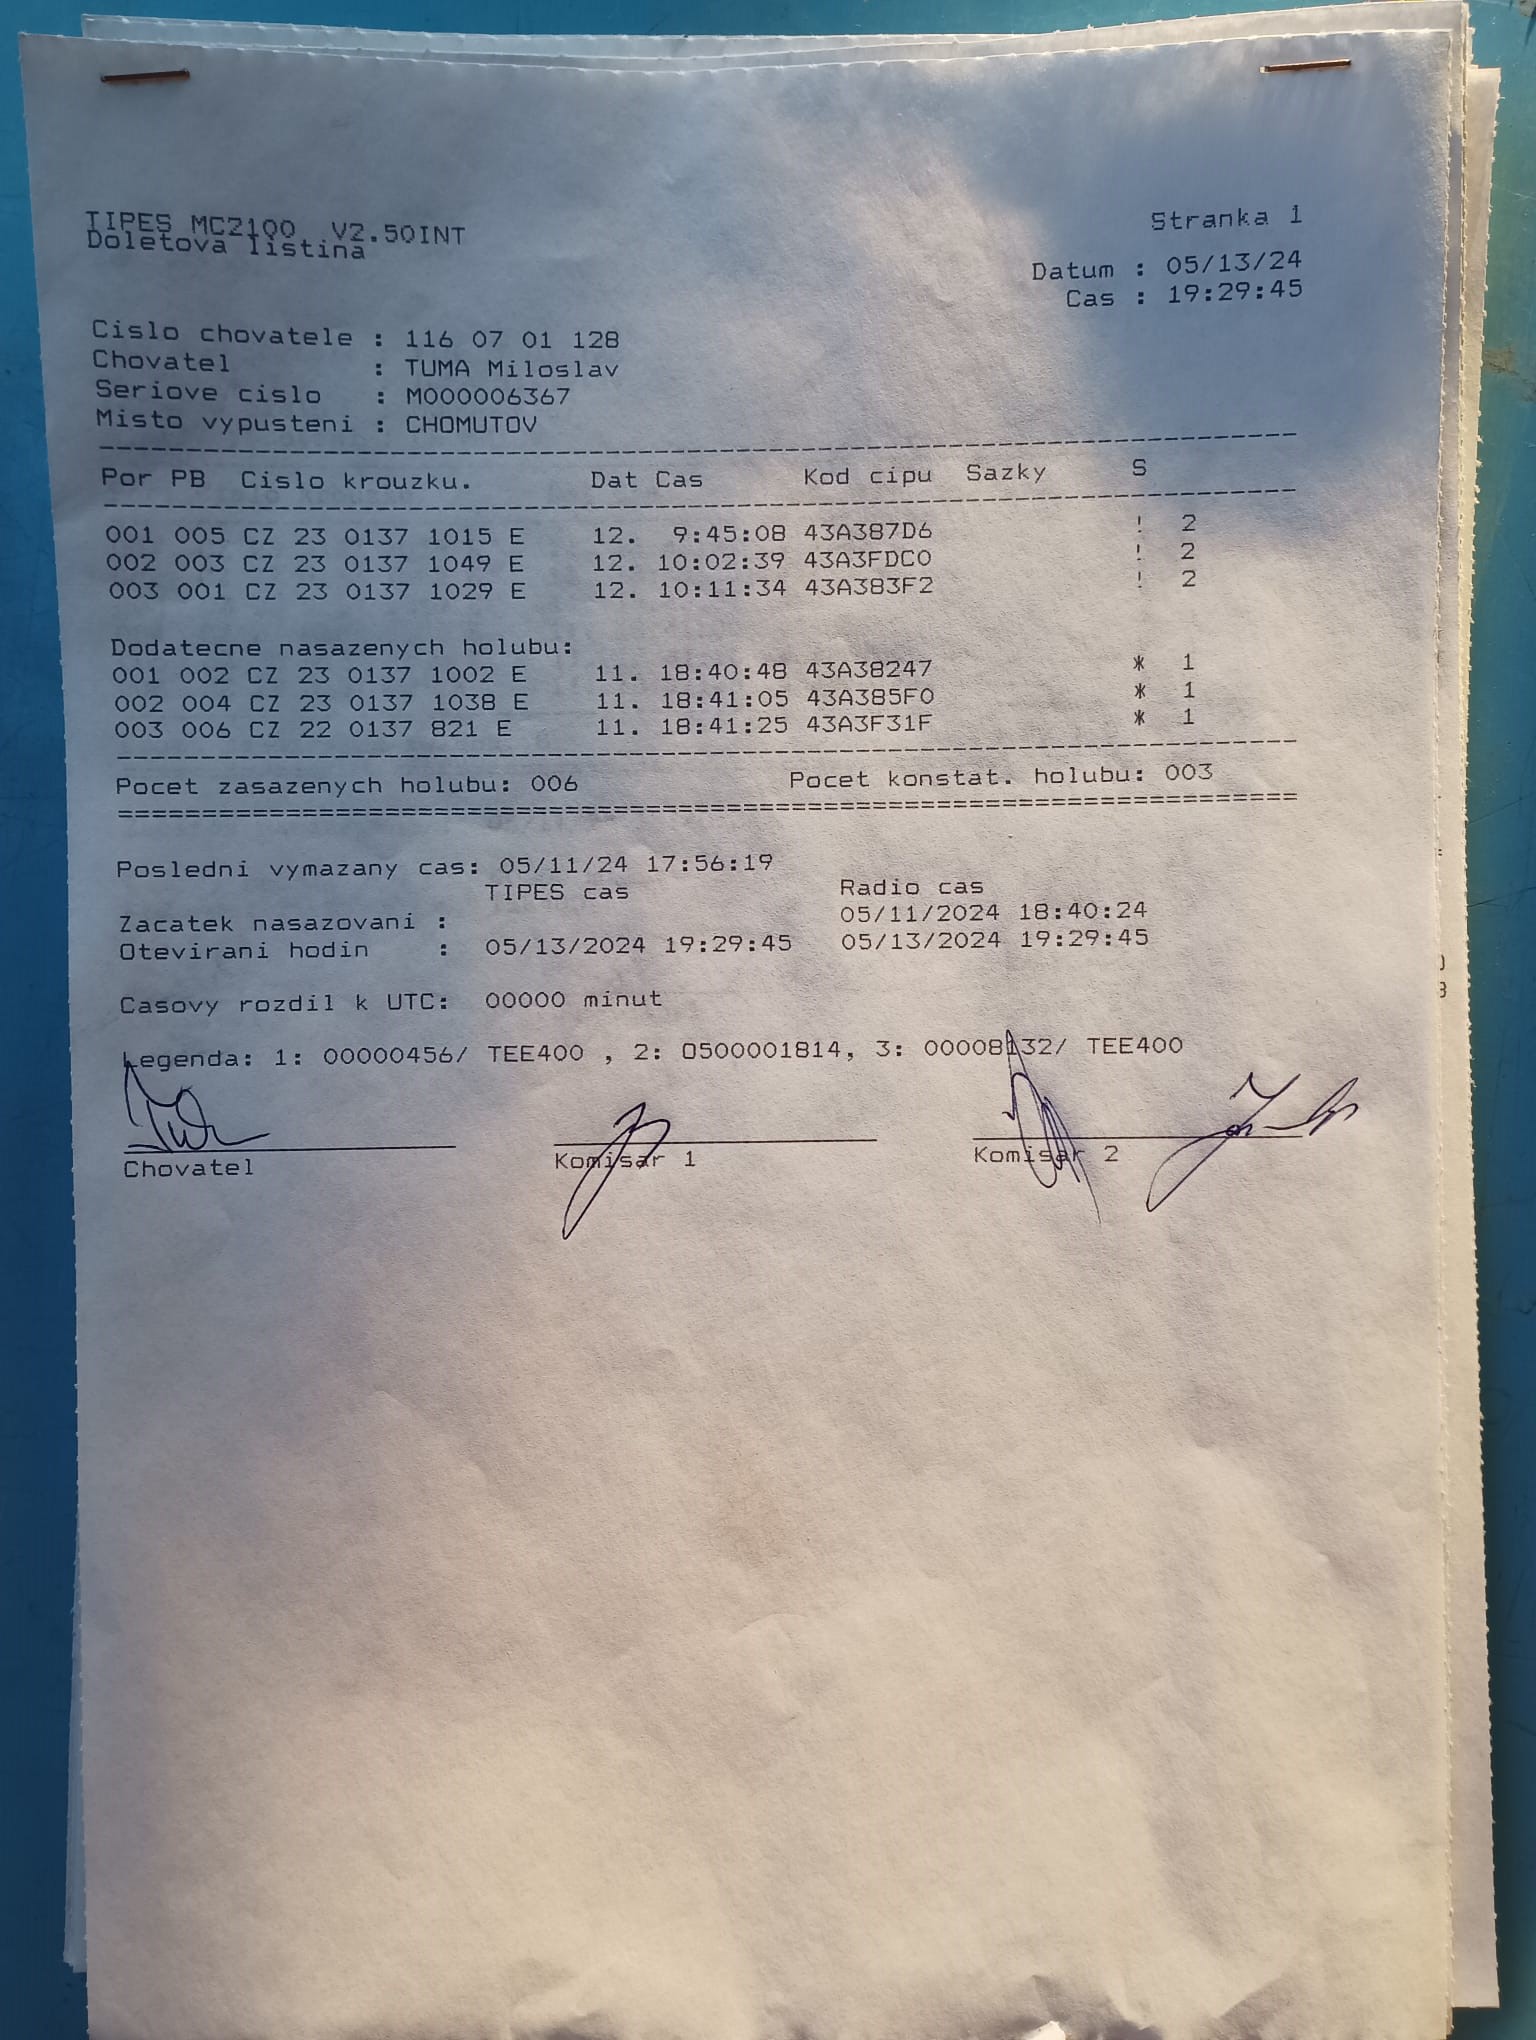 TIPES MC2100 V2.50INT Stranka 1
Doletova listina
Datum : 05/13/24
Cas : 19:29:45
Cislo chovatele : 116 07 01 128
Chovatel : TUMA Miloslav
Seriove cislo : M000006367
Misto vypusteni : CHOMUTOV
Por PB Cislo krouzku. Dat Cas Kod cipu Sazky S
001 005 CZ 23 0137 1015 E 12. 9:45:08 43A387D6 ! 2
002 003 CZ 23 0137 1049 E 12. 10:02:39 43A3FDC0 ! 2
003 001 CZ 23 0137 1029 E 12. 10:11:34 43A383F2 ! 2
Dodatecne nasazenych holubu:
001 002 CZ 23 0137 1002 E 11. 18:40:48 43A38247 * 1
002 004 CZ 23 0137 1038 E 11. 18:41:05 43A385F0 * 1
003 006 CZ 22 0137 821 E 11. 18:41:25 43A3F31F * 1
Pocet zasazenych holubu: 006 Pocet konstat. holubu: 003
Posledni vymazany cas: 05/11/24 17:56:19
TIPES cas Radio cas
Zacatek nasazovani : 05/11/2024 18:40:24
Otevirani hodin : 05/13/2024 19:29:45 05/13/2024 19:29:45
Casovy rozdil k UTC: 00000 minut
Legenda: 1: 00000456/ TEE400 , 2: 0500001814, 3: 00008132/ TEE400
Chovatel Komisar 1 Komisar 2